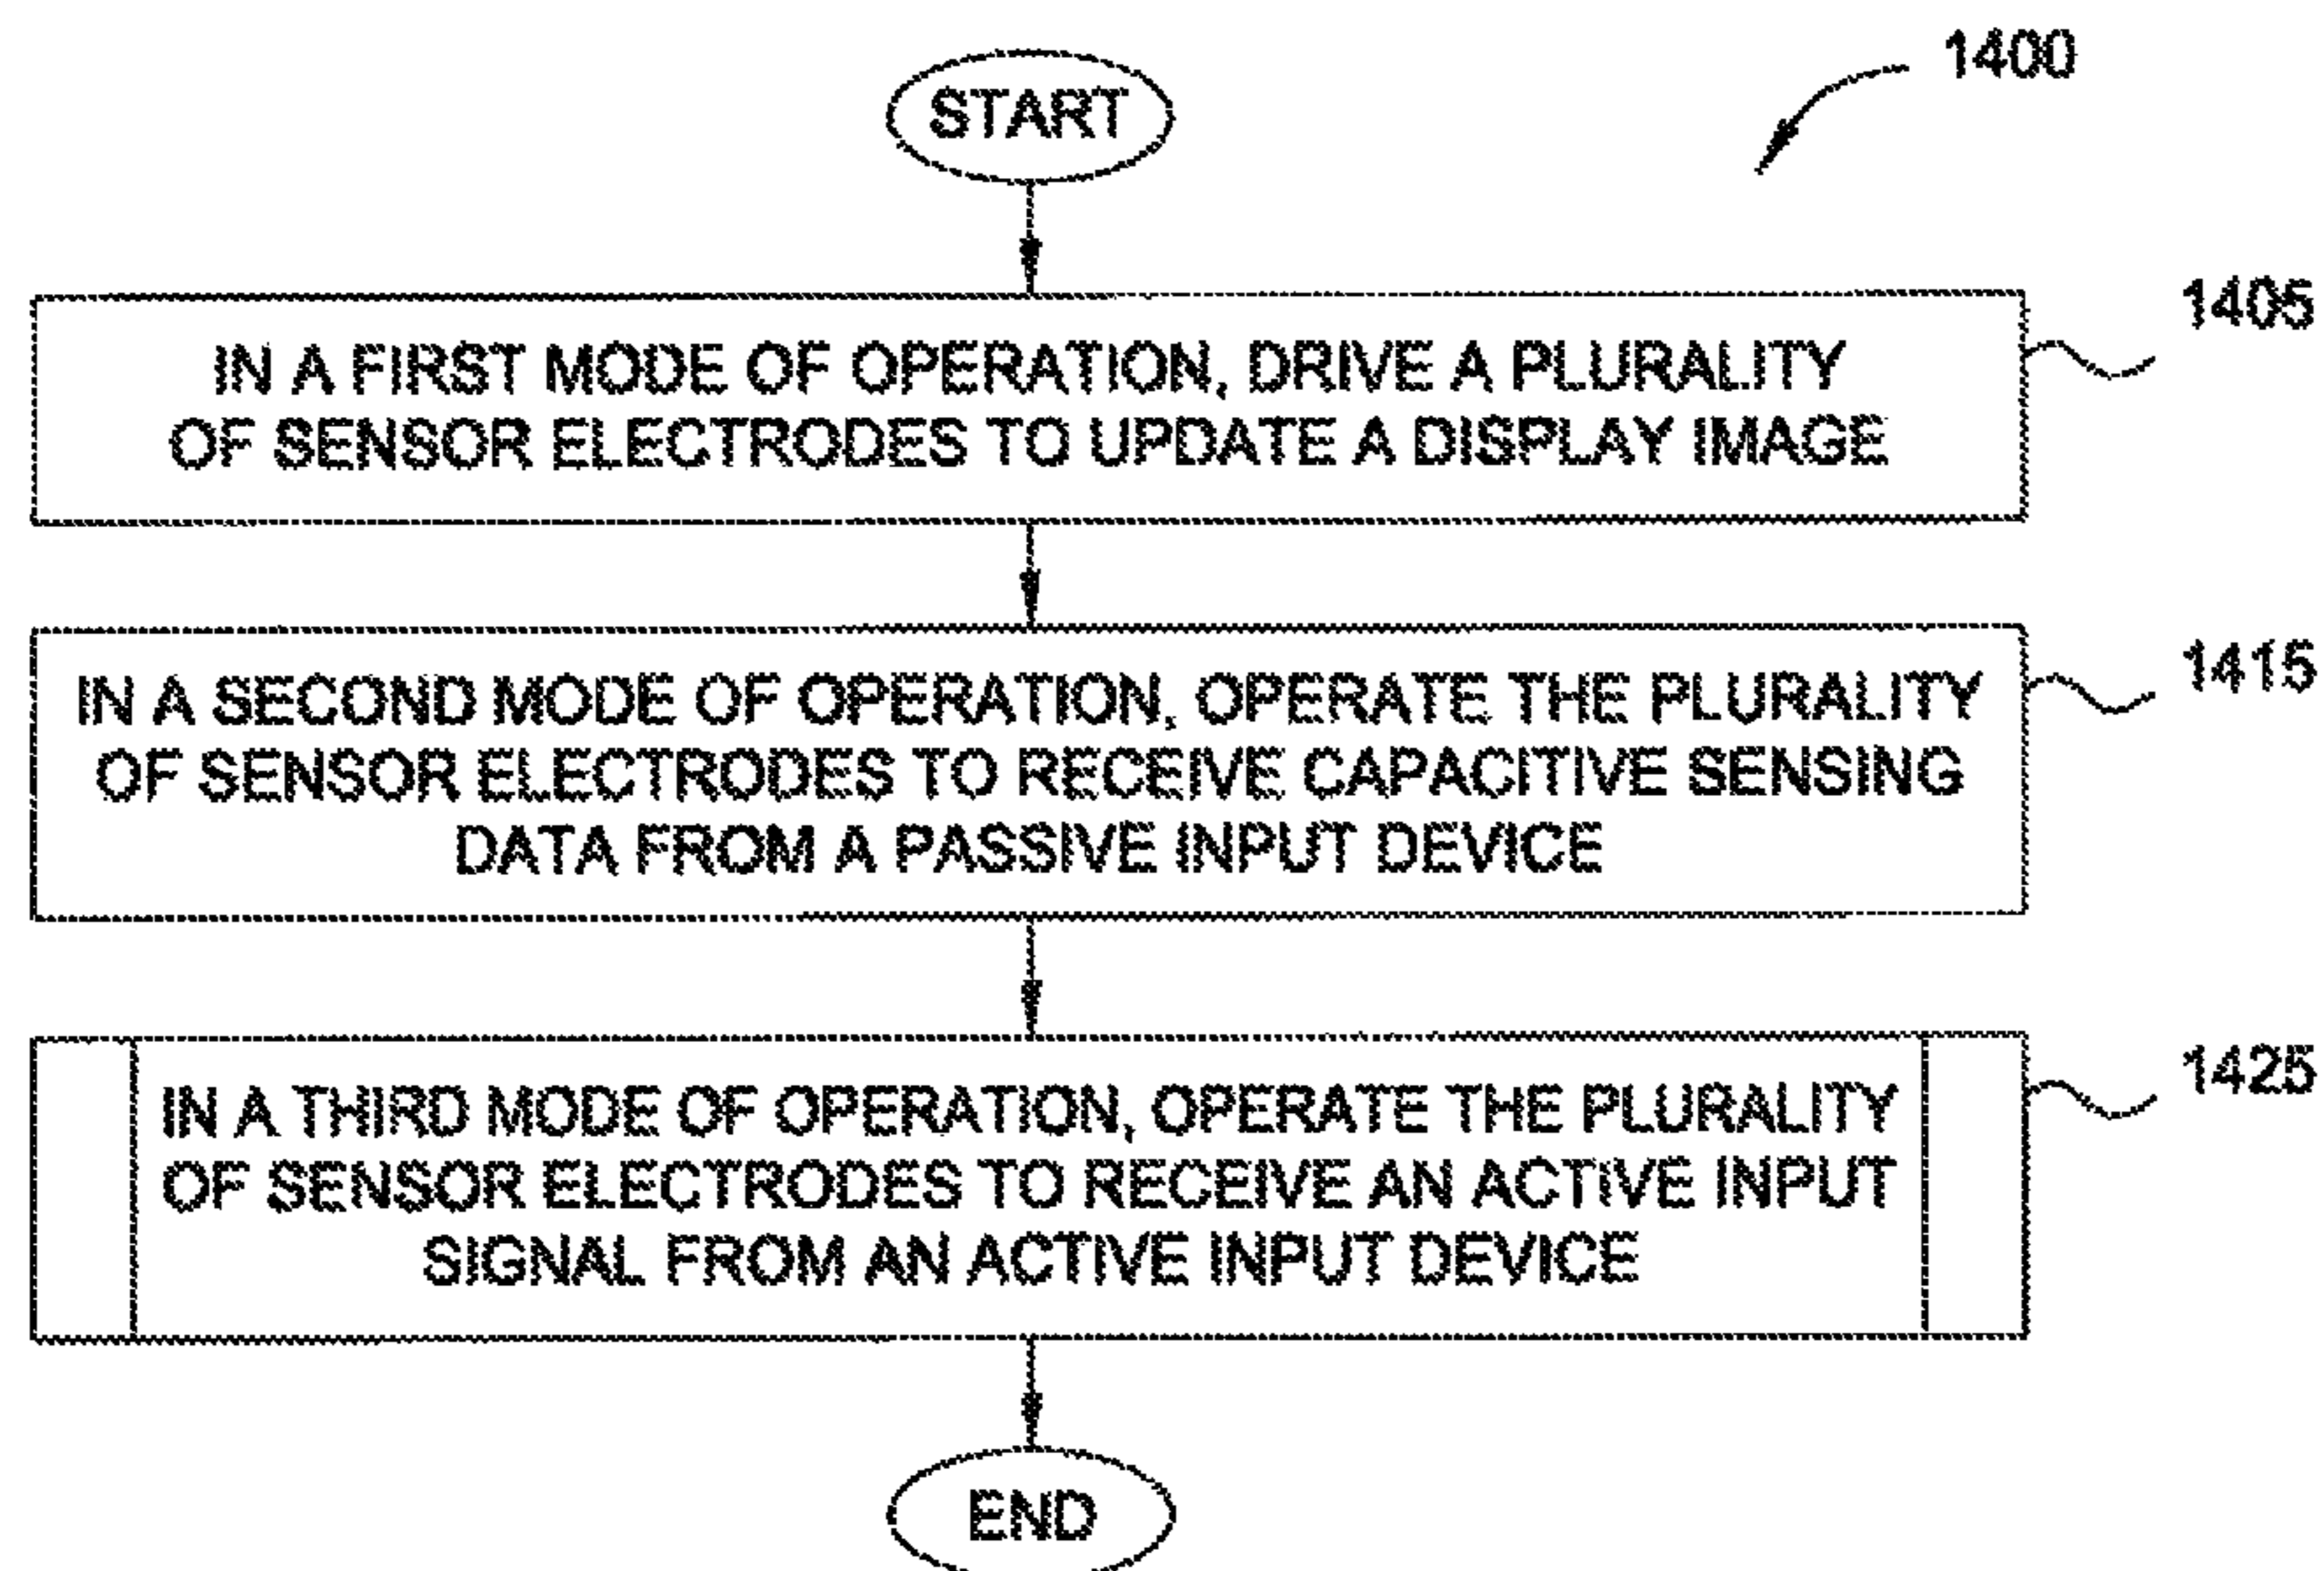 1400
START
1405
IN A FIRST MODE OF OPERATION, DRIVE A PLURALITY
OF SENSOR ELECTRODES TO UPDATE A DISPLAY IMAGE
1415
IN A SECOND MODE OF OPERATION, OPERATE THE PLURALITY
OF SENSOR ELECTRODES TO RECEIVE CAPACITIVE SENSING
DATA FROM A PASSIVE INPUT DEVICE
1425
IN A THIRD MODE OF OPERATION, OPERATE THE PLURALITY
OF SENSOR ELECTRODES TO RECEIVE AN ACTIVE INPUT
SIGNAL FROM AN ACTIVE INPUT DEVICE
END